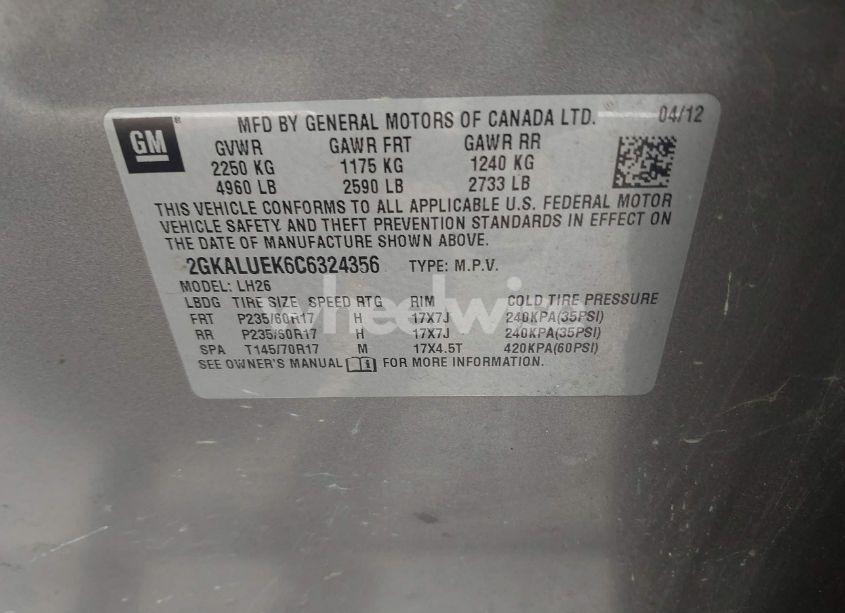 GM
MFD BY GENERAL MOTORS OF CANADA LTD. 04/12
GVWR GAWR FRT GAWR RR
2250 KG 1175 KG 1240 KG
4960 LB 2590 LB 2733 LB
THIS VEHICLE CONFORMS TO ALL APPLICABLE U.S. FEDERAL MOTOR
VEHICLE SAFETY AND THEFT PREVENTION STANDARDS IN EFFECT ON
THE DATE OF MANUFACTURE SHOWN ABOVE.
2GKALUEK6C6324356 TYPE: M.P.V.
MODEL: LH26
LBDG TIRE SIZE SPEED RTG RIM COLD TIRE PRESSURE
FRT P235/60R17 H 17X7J 240KPA(35PSI)
RR P235/60R17 H 17X7J 240KPA(35PSI)
SPA T145/70R17 M 17X4.5T 420KPA(60PSI)
SEE OWNER'S MANUAL FOR MORE INFORMATION.